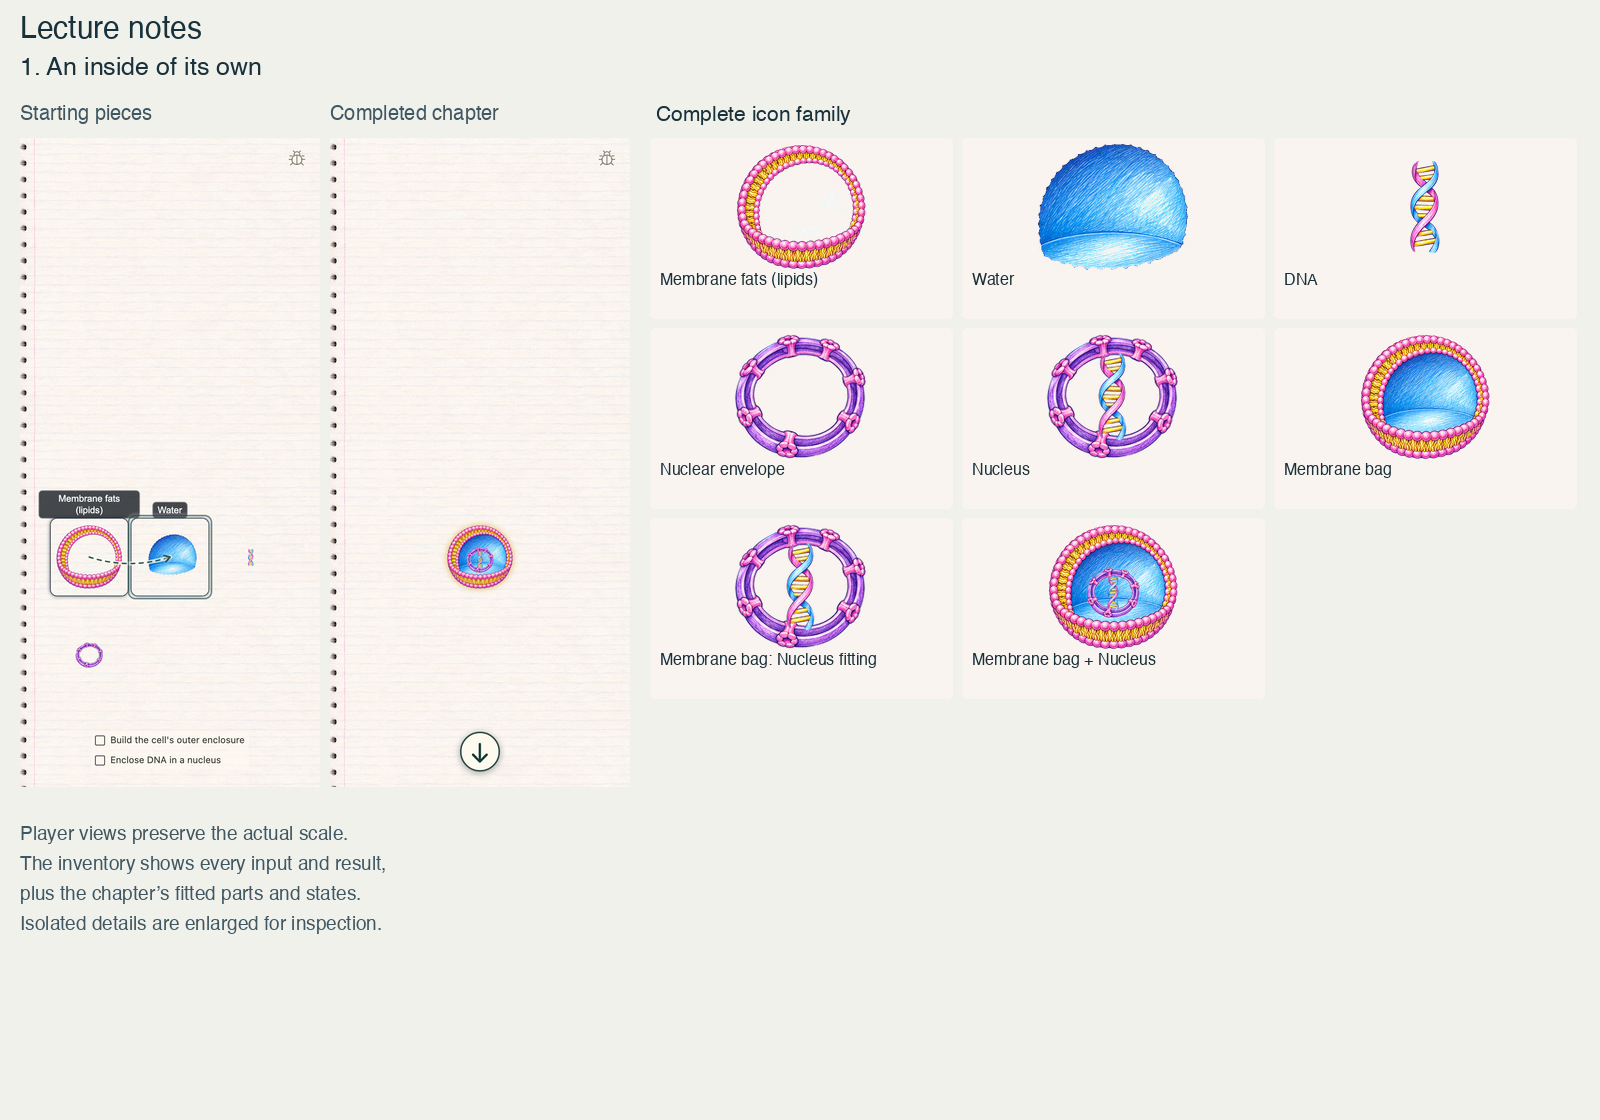 Lecture notes
1. An inside of its own
Starting pieces
Completed chapter
Complete icon family
Membrane fats
(lipids)
Water
Build the cell's outer enclosure
Enclose DNA in a nucleus
Membrane fats (lipids)
Water
DNA
Nuclear envelope
Nucleus
Membrane bag
Membrane bag: Nucleus fitting
Membrane bag + Nucleus
Player views preserve the actual scale.
The inventory shows every input and result,
plus the chapter’s fitted parts and states.
Isolated details are enlarged for inspection.